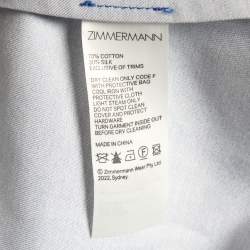 ZIMMERMANN
70% COTTON
30% SILK
EXCLUSIVE OF TRIMS
DRY CLEAN ONLY CODE F
WITH PROTECTIVE BAG
COOL IRON WITH
PROTECTIVE CLOTH
LIGHT STEAM ONLY
DO NOT SPOT CLEAN
COVER AND PROTECT
HARDWARE
TURN GARMENT INSIDE OUT
BEFORE DRY CLEANING
MADE IN CHINA
© Zimmermann Wear Pty Ltd
2022, Sydney